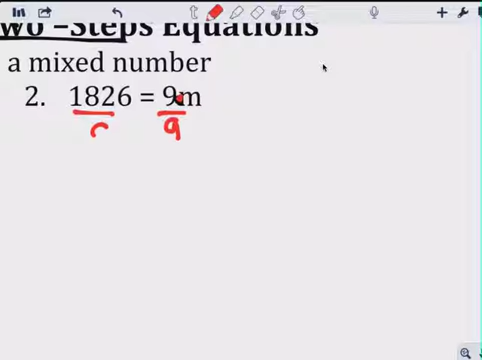 wo –Steps Equations
a mixed number
2. 1826 = 9m
9